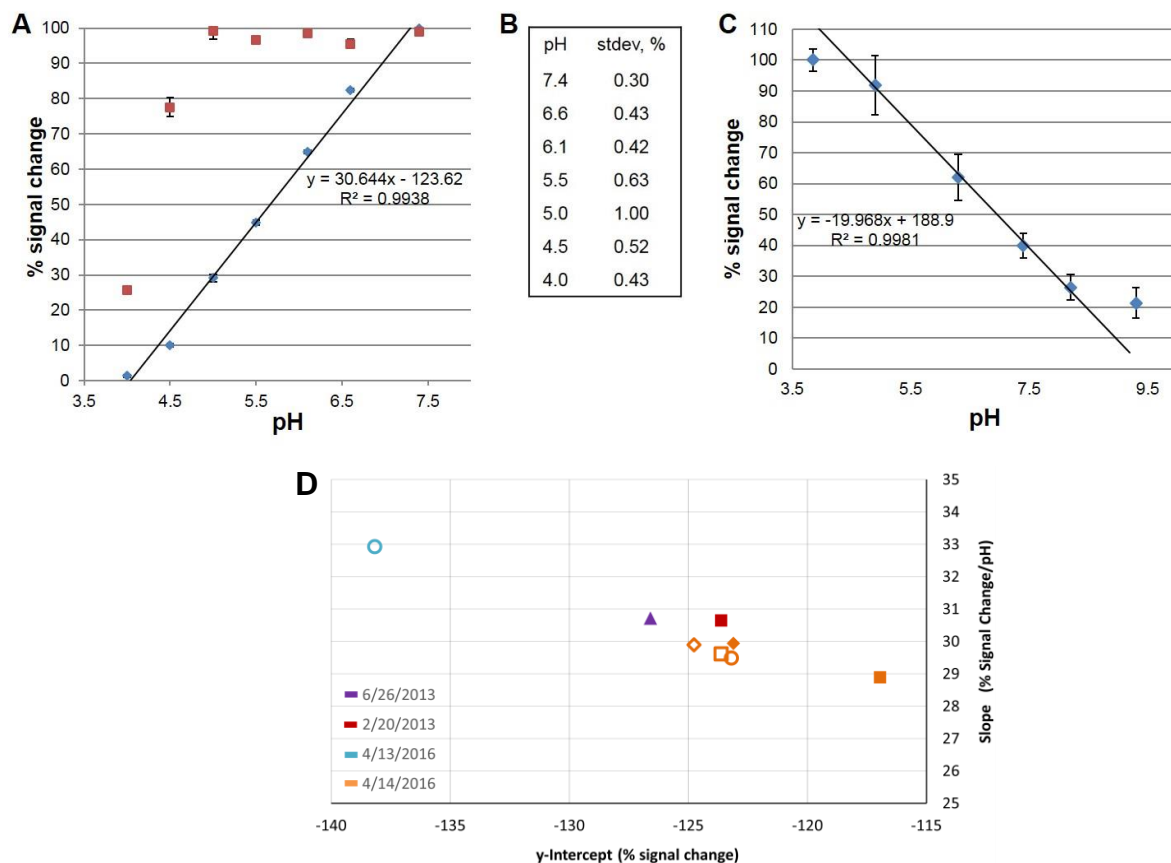 A
% signal change
100
90
80
70
60
50
40
30
20
10
0
y = 30.644x - 123.62
R² = 0.9938
3.5 4.5 5.5 6.5 7.5
pH
B
pH stdev, %
7.4 0.30
6.6 0.43
6.1 0.42
5.5 0.63
5.0 1.00
4.5 0.52
4.0 0.43
C
% signal change
110
100
90
80
70
60
50
40
30
20
10
0
y = -19.968x + 188.9
R² = 0.9981
3.5 5.5 7.5 9.5
pH
D
6/26/2013
2/20/2013
4/13/2016
4/14/2016
35
34
33
32
31
30
29
28
27
26
25
Slope (% Signal Change/pH)
-140 -135 -130 -125 -120 -115
y-Intercept (% signal change)